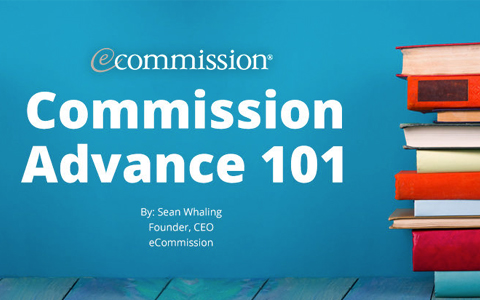 ecommission®
Commission
Advance 101
By: Sean Whaling
Founder, CEO
eCommission